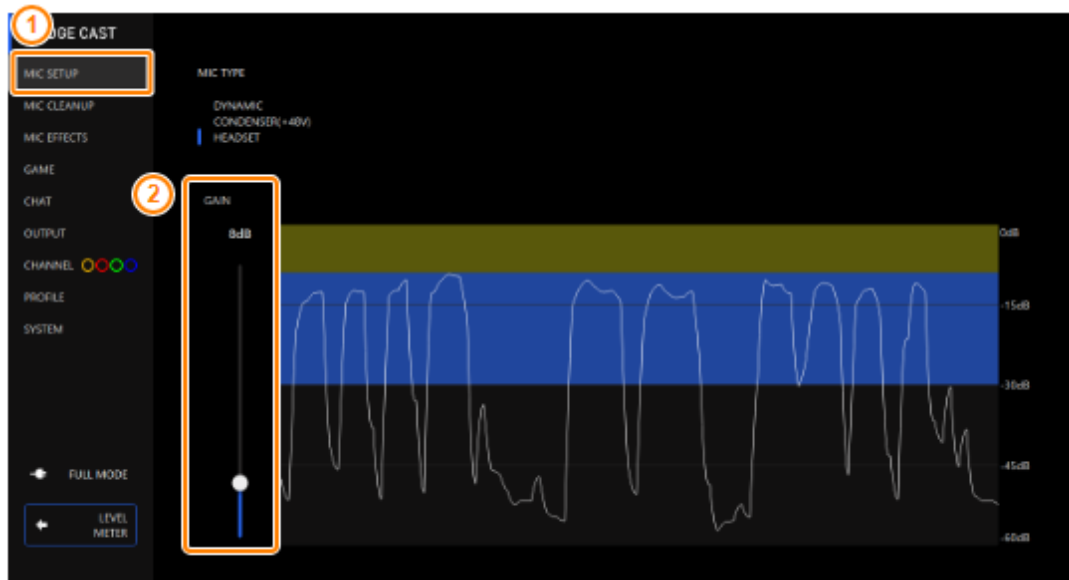 1
DGE CAST
MIC SETUP
MIC CLEANUP
MIC EFFECTS
GAME
CHAT
OUTPUT
CHANNEL
PROFILE
SYSTEM
FULL MODE
LEVEL
METER
MIC TYPE
DYNAMIC
CONDENSER(+48V)
HEADSET
2
GAIN
8dB
0dB
-15dB
-30dB
-45dB
-60dB